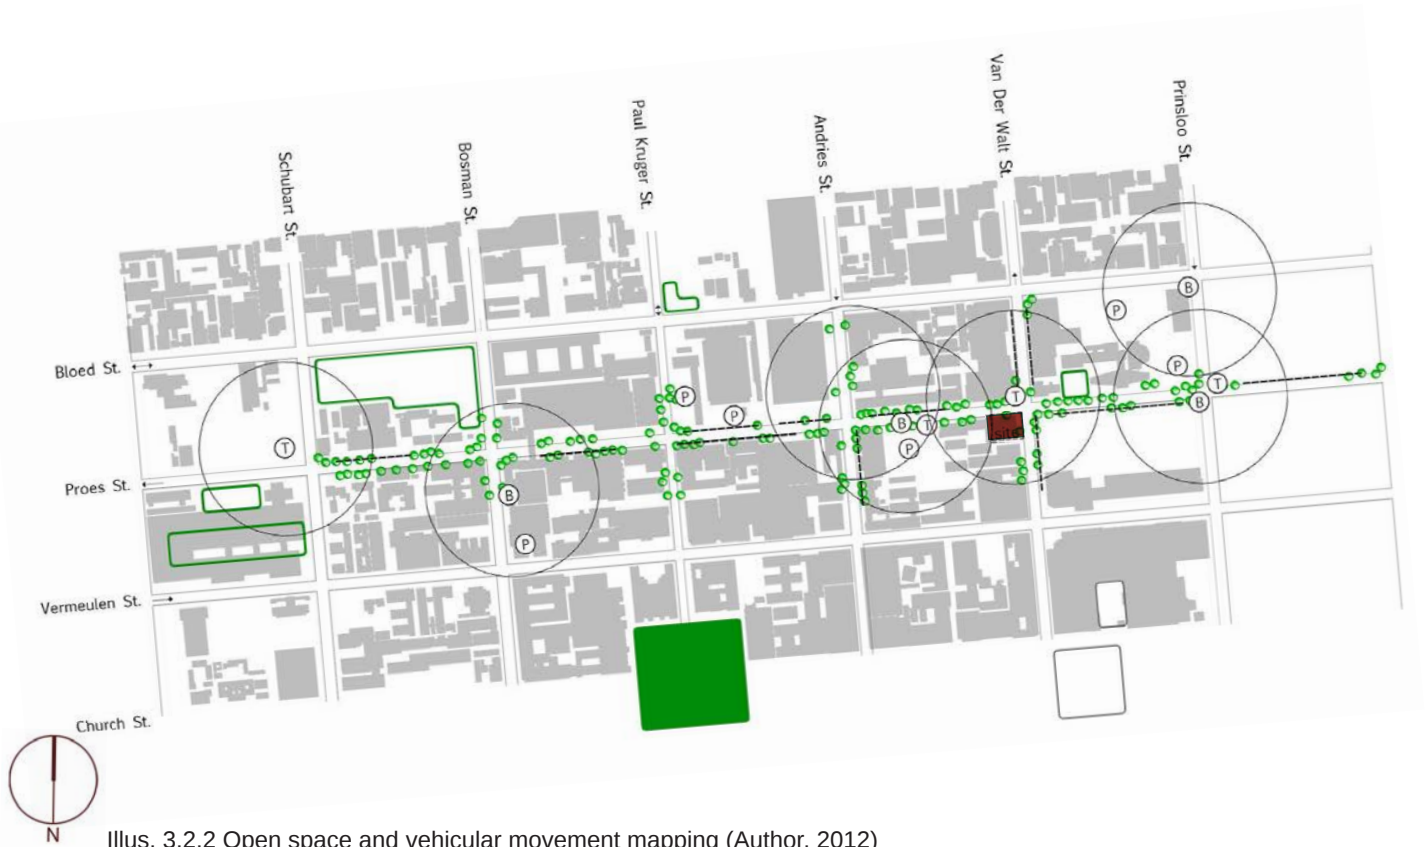 Schubart St.
Bosman St.
Paul Kruger St.
Andries St.
Van Der Walt St.
Prinsloo St.
B
P
Bloed St.
P
T
P
P
T
B
B
T
site
P
T
Proes St.
B
P
Vermeulen St.
Church St.
N
Illus. 3.2.2 Open space and vehicular movement mapping (Author, 2012)